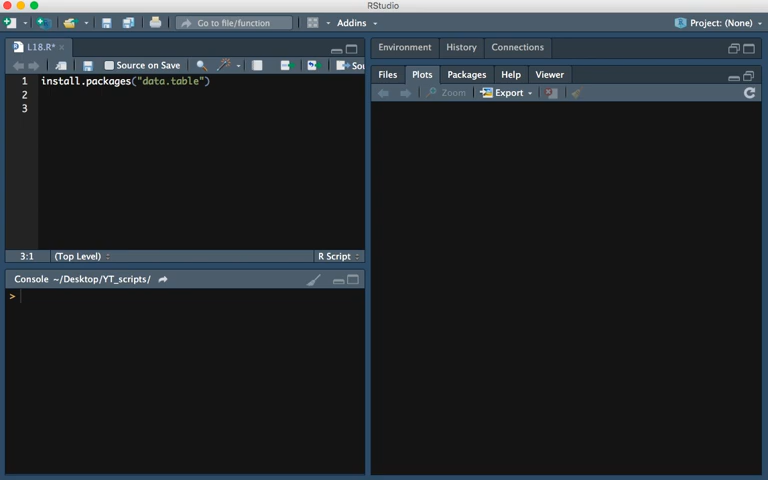 RStudio
Go to file/function
Addins
Project: (None)
L18.R*
Source on Save
Sou
1 install.packages("data.table")
2
3
3:1
(Top Level)
R Script
Console ~/Desktop/YT_scripts/
>
Environment
History
Connections
Files
Plots
Packages
Help
Viewer
Zoom
Export